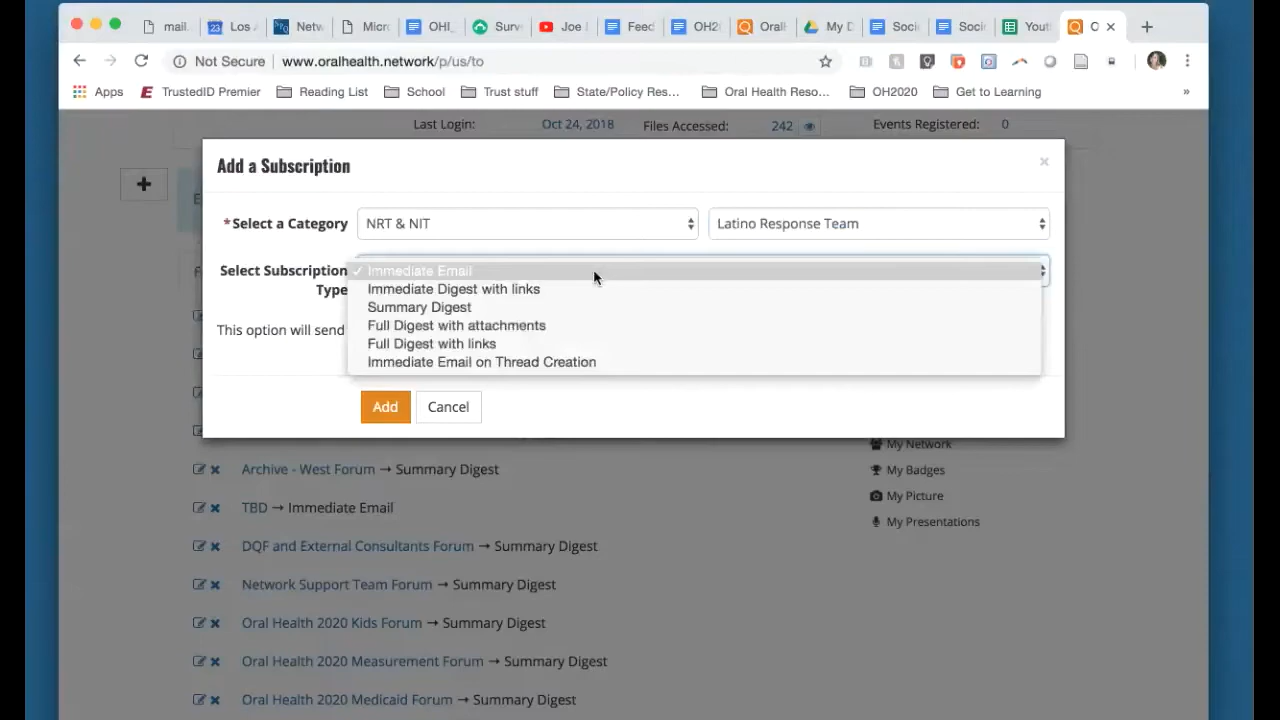 mail. Los A Netw Micro OHI_ Surve Joe Feed OH2( Oral My D Soci Soci Yout O
Not Secure www.oralhealth.network/p/us/to
Apps TrustedID Premier Reading List School Trust stuff State/Policy Res... Oral Health Reso... OH2020 Get to Learning »
Last Login: Oct 24, 2018 Files Accessed: 242 Events Registered: 0
Add a Subscription ×
*Select a Category NRT & NIT Latino Response Team
Select Subscription Type
✓ Immediate Email
Immediate Digest with links
Summary Digest
Full Digest with attachments
Full Digest with links
Immediate Email on Thread Creation
This option will send
Add Cancel
My Network
Archive - West Forum → Summary Digest
My Badges
My Picture
TBD → Immediate Email
My Presentations
DQF and External Consultants Forum → Summary Digest
Network Support Team Forum → Summary Digest
Oral Health 2020 Kids Forum → Summary Digest
Oral Health 2020 Measurement Forum → Summary Digest
Oral Health 2020 Medicaid Forum → Summary Digest